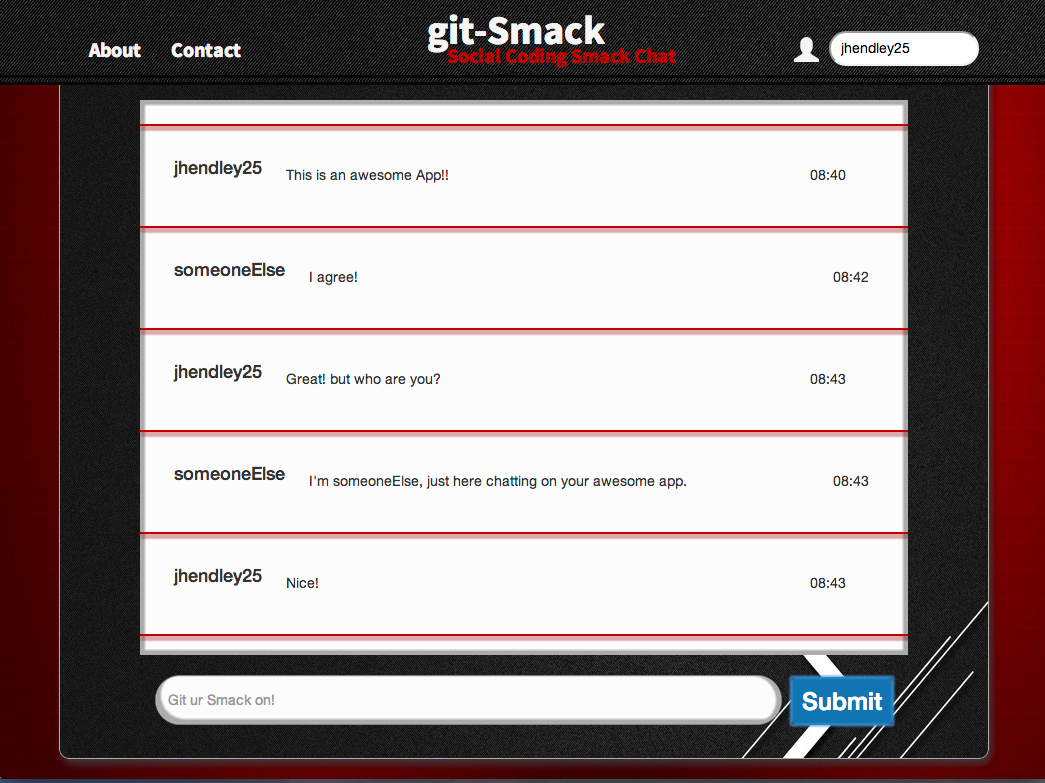 git-Smack
Social Coding Smack Chat
About Contact
jhendley25
jhendley25 This is an awesome App!! 08:40
someoneElse I agree! 08:42
jhendley25 Great! but who are you? 08:43
someoneElse I'm someoneElse, just here chatting on your awesome app. 08:43
jhendley25 Nice! 08:43
Git ur Smack on!
Submit